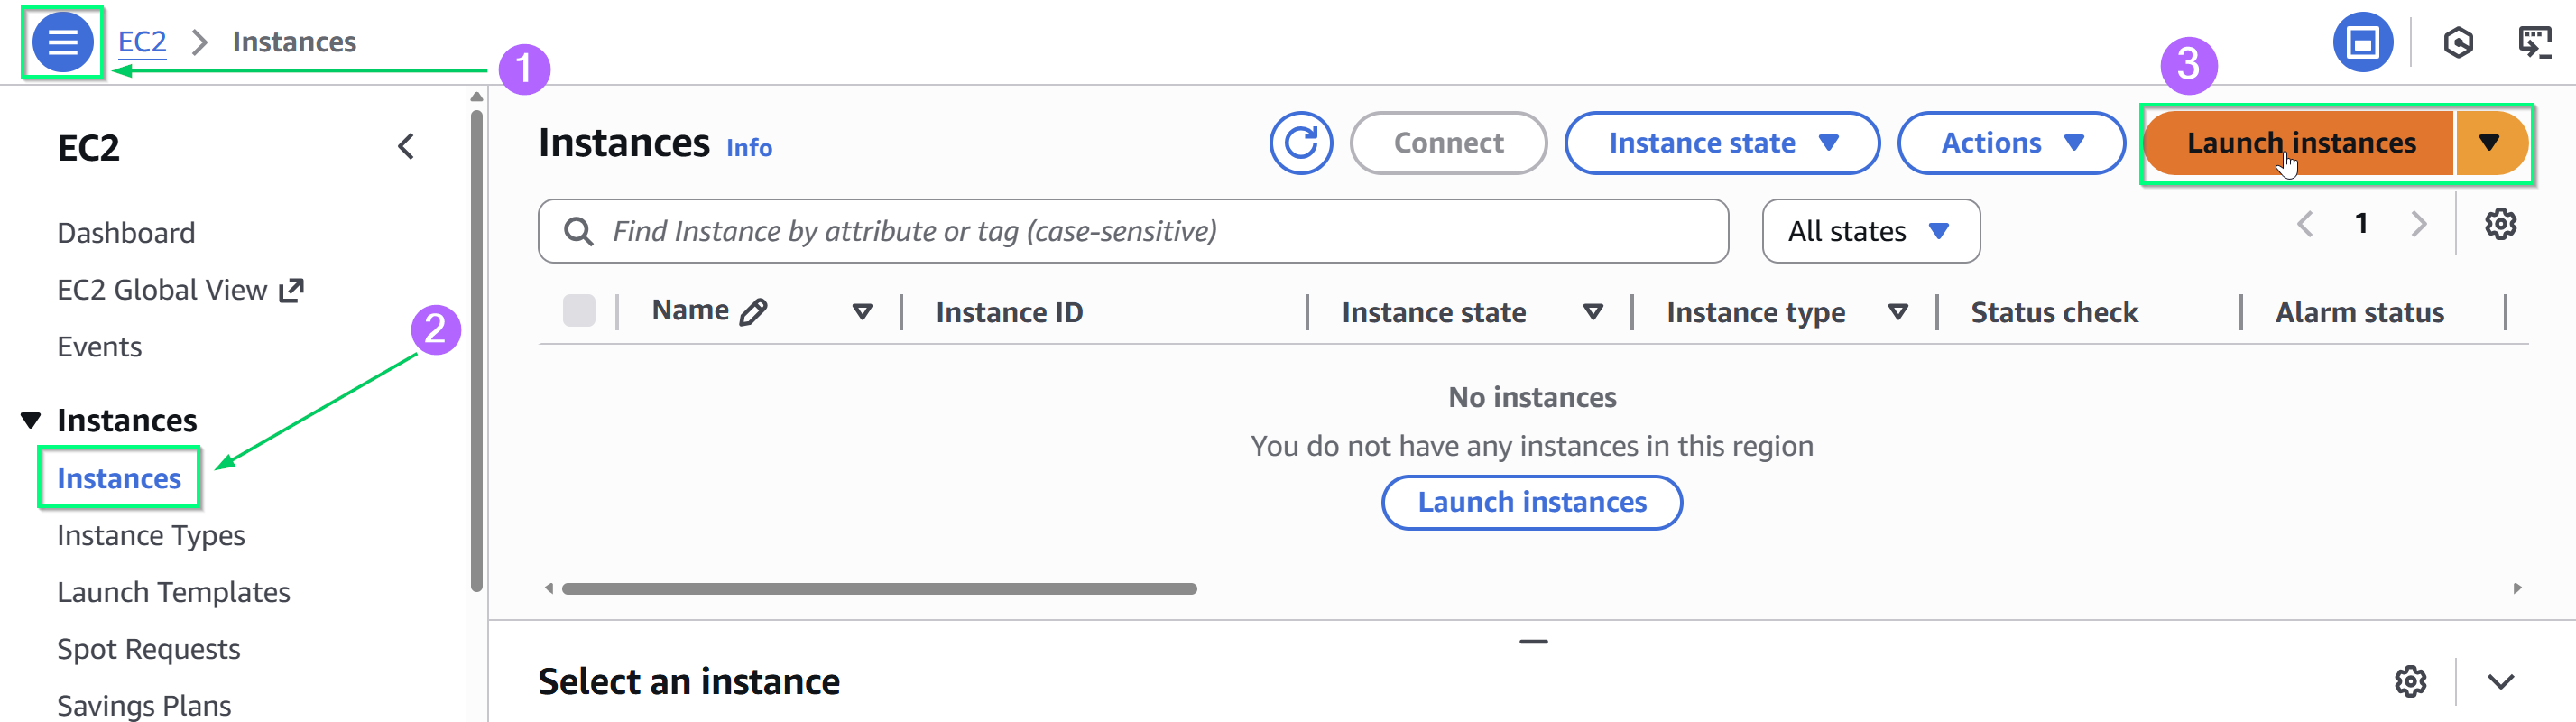 EC2 > Instances
1
3
EC2
Instances Info
Connect
Instance state
Actions
Launch instances
Dashboard
Find Instance by attribute or tag (case-sensitive)
All states
1
EC2 Global View
Events
2
Name
Instance ID
Instance state
Instance type
Status check
Alarm status
Instances
Instances
No instances
You do not have any instances in this region
Launch instances
Instance Types
Launch Templates
Spot Requests
Savings Plans
Select an instance